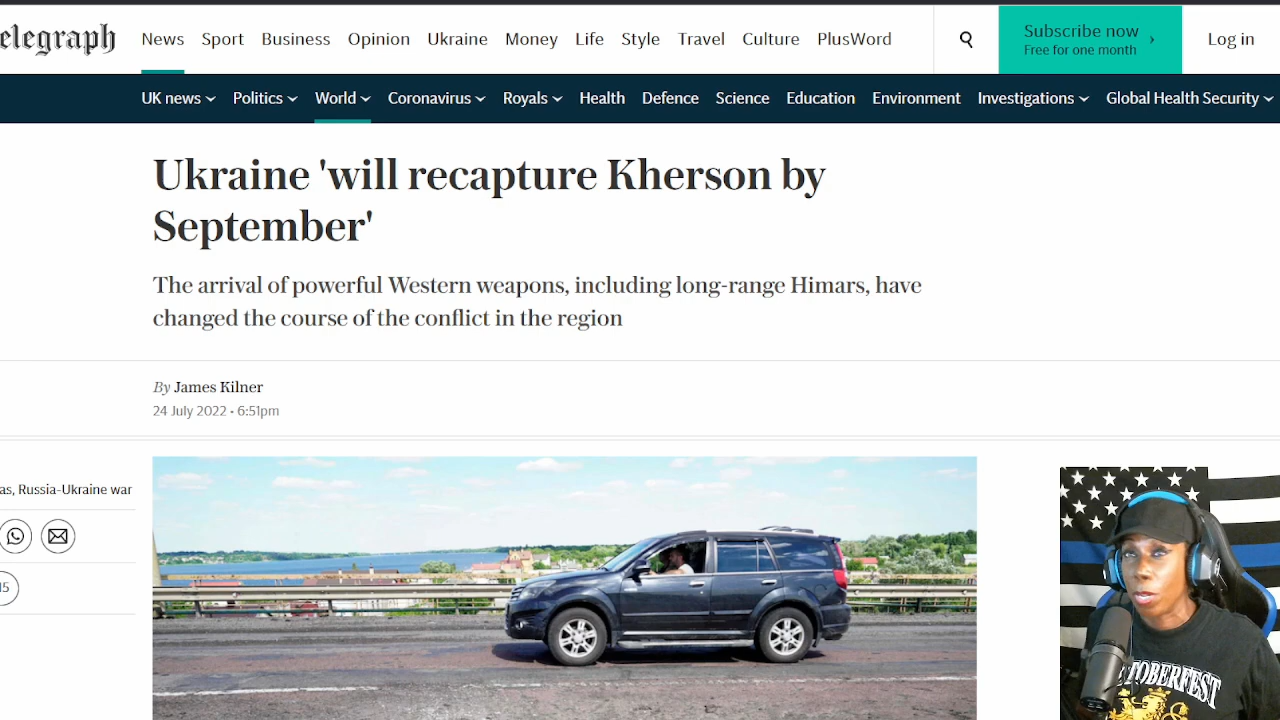 elegraph
News Sport Business Opinion Ukraine Money Life Style Travel Culture PlusWord
Subscribe now
Free for one month
Log in
UK news Politics World Coronavirus Royals Health Defence Science Education Environment Investigations Global Health Security
Ukraine 'will recapture Kherson by
September'
The arrival of powerful Western weapons, including long-range Himars, have
changed the course of the conflict in the region
By James Kilner
24 July 2022 • 6:51pm
as, Russia-Ukraine war
TOBERFEST